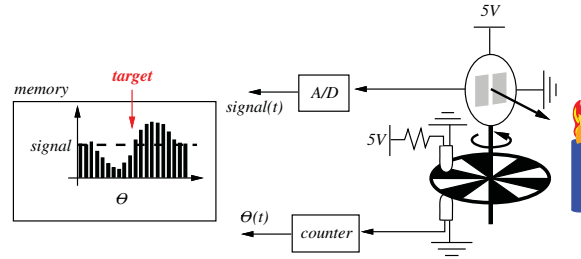 5V
target
memory
A/D
signal(t)
signal
5V
Θ
Θ(t)
counter